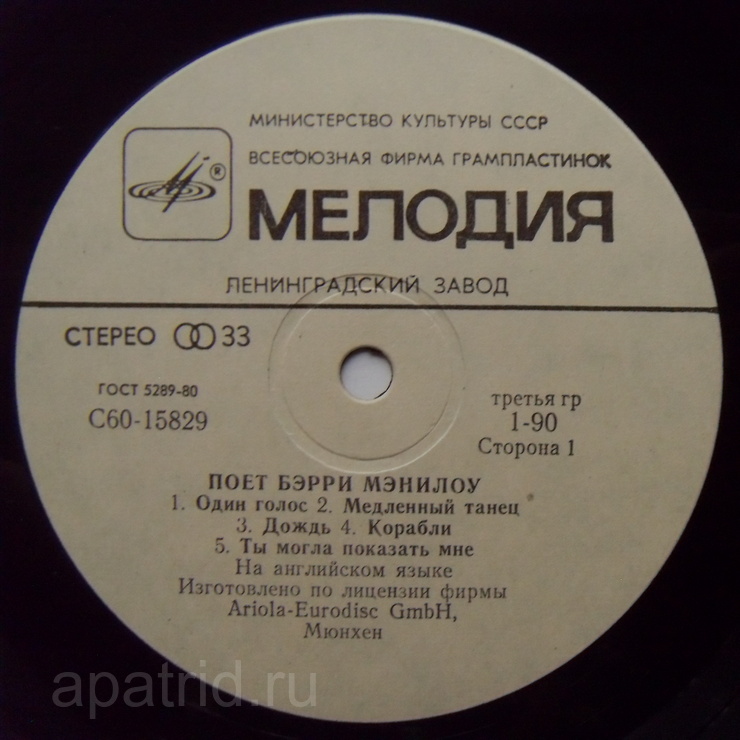 МИНИСТЕРСТВО КУЛЬТУРЫ СССР
ВСЕСОЮЗНАЯ ФИРМА ГРАМПЛАСТИНОК
®
МЕЛОДИЯ
ЛЕНИНГРАДСКИЙ ЗАВОД
СТЕРЕО 33
ГОСТ 5289-80
С60-15829
третья гр
1-90
Сторона 1
ПОЕТ БЭРРИ МЭНИЛОУ
1. Один голос 2. Медленный танец
3. Дождь 4. Корабли
5. Ты могла показать мне
На английском языке
Изготовлено по лицензии фирмы
Ariola-Eurodisc GmbH,
Мюнхен
apatrid.ru